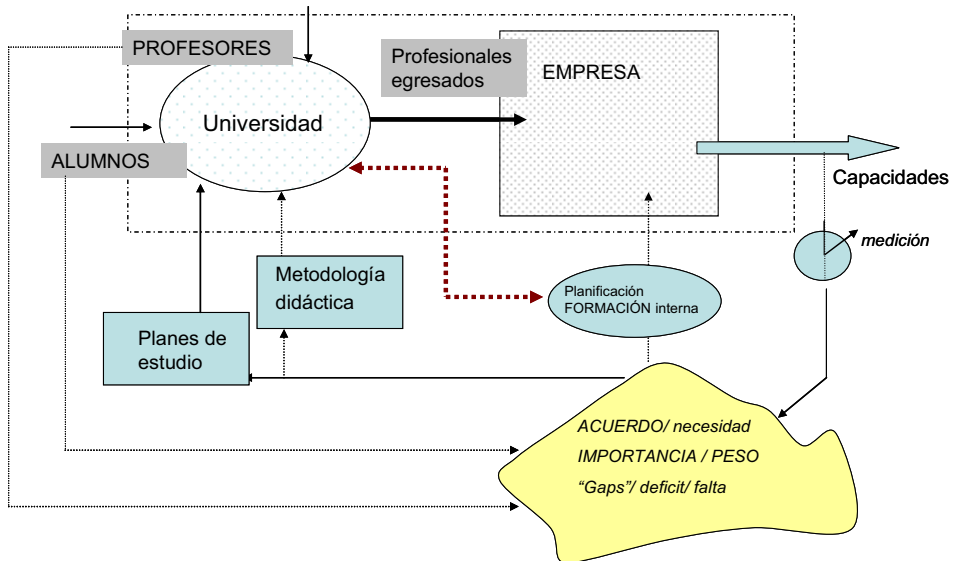 PROFESORES
Profesionales
egresados
EMPRESA
Universidad
ALUMNOS
Capacidades
medición
Metodología
didáctica
Planificación
FORMACIÓN interna
Planes de
estudio
ACUERDO/ necesidad
IMPORTANCIA / PESO
“Gaps”/ deficit/ falta